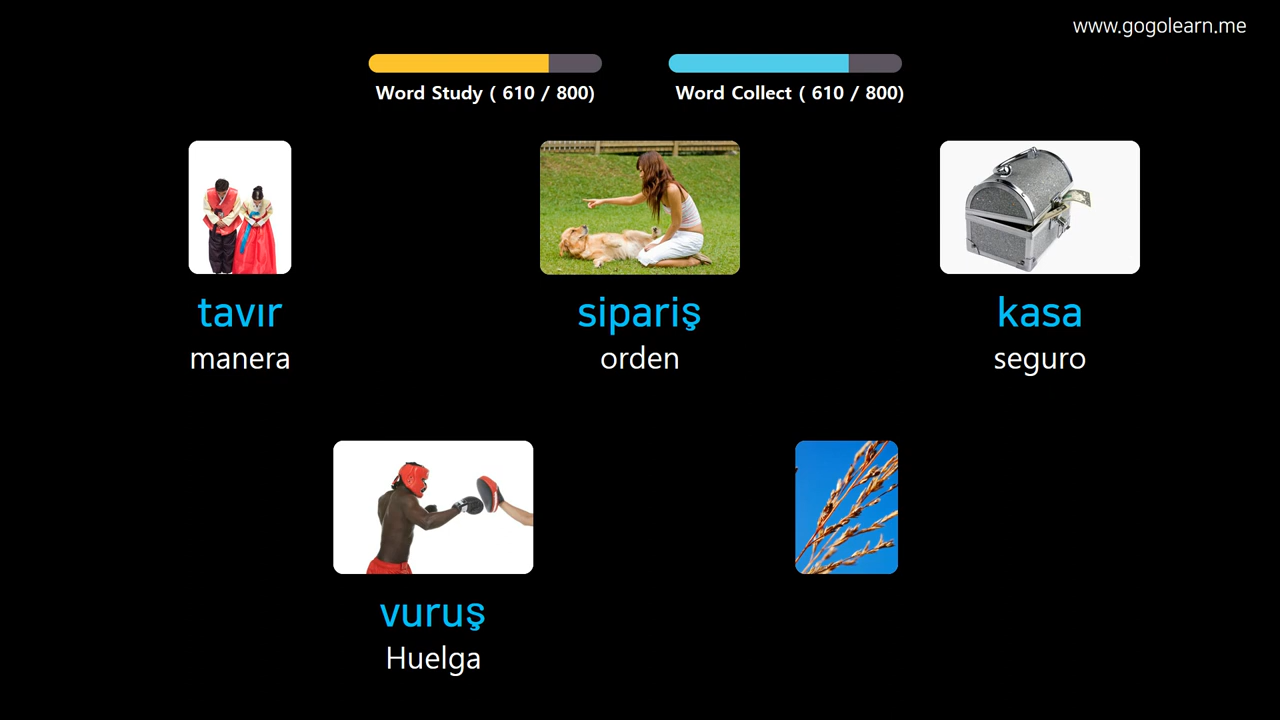 www.gogolearn.me
Word Study ( 610 / 800)
Word Collect ( 610 / 800)
tavır
manera
sipariş
orden
kasa
seguro
vuruş
Huelga